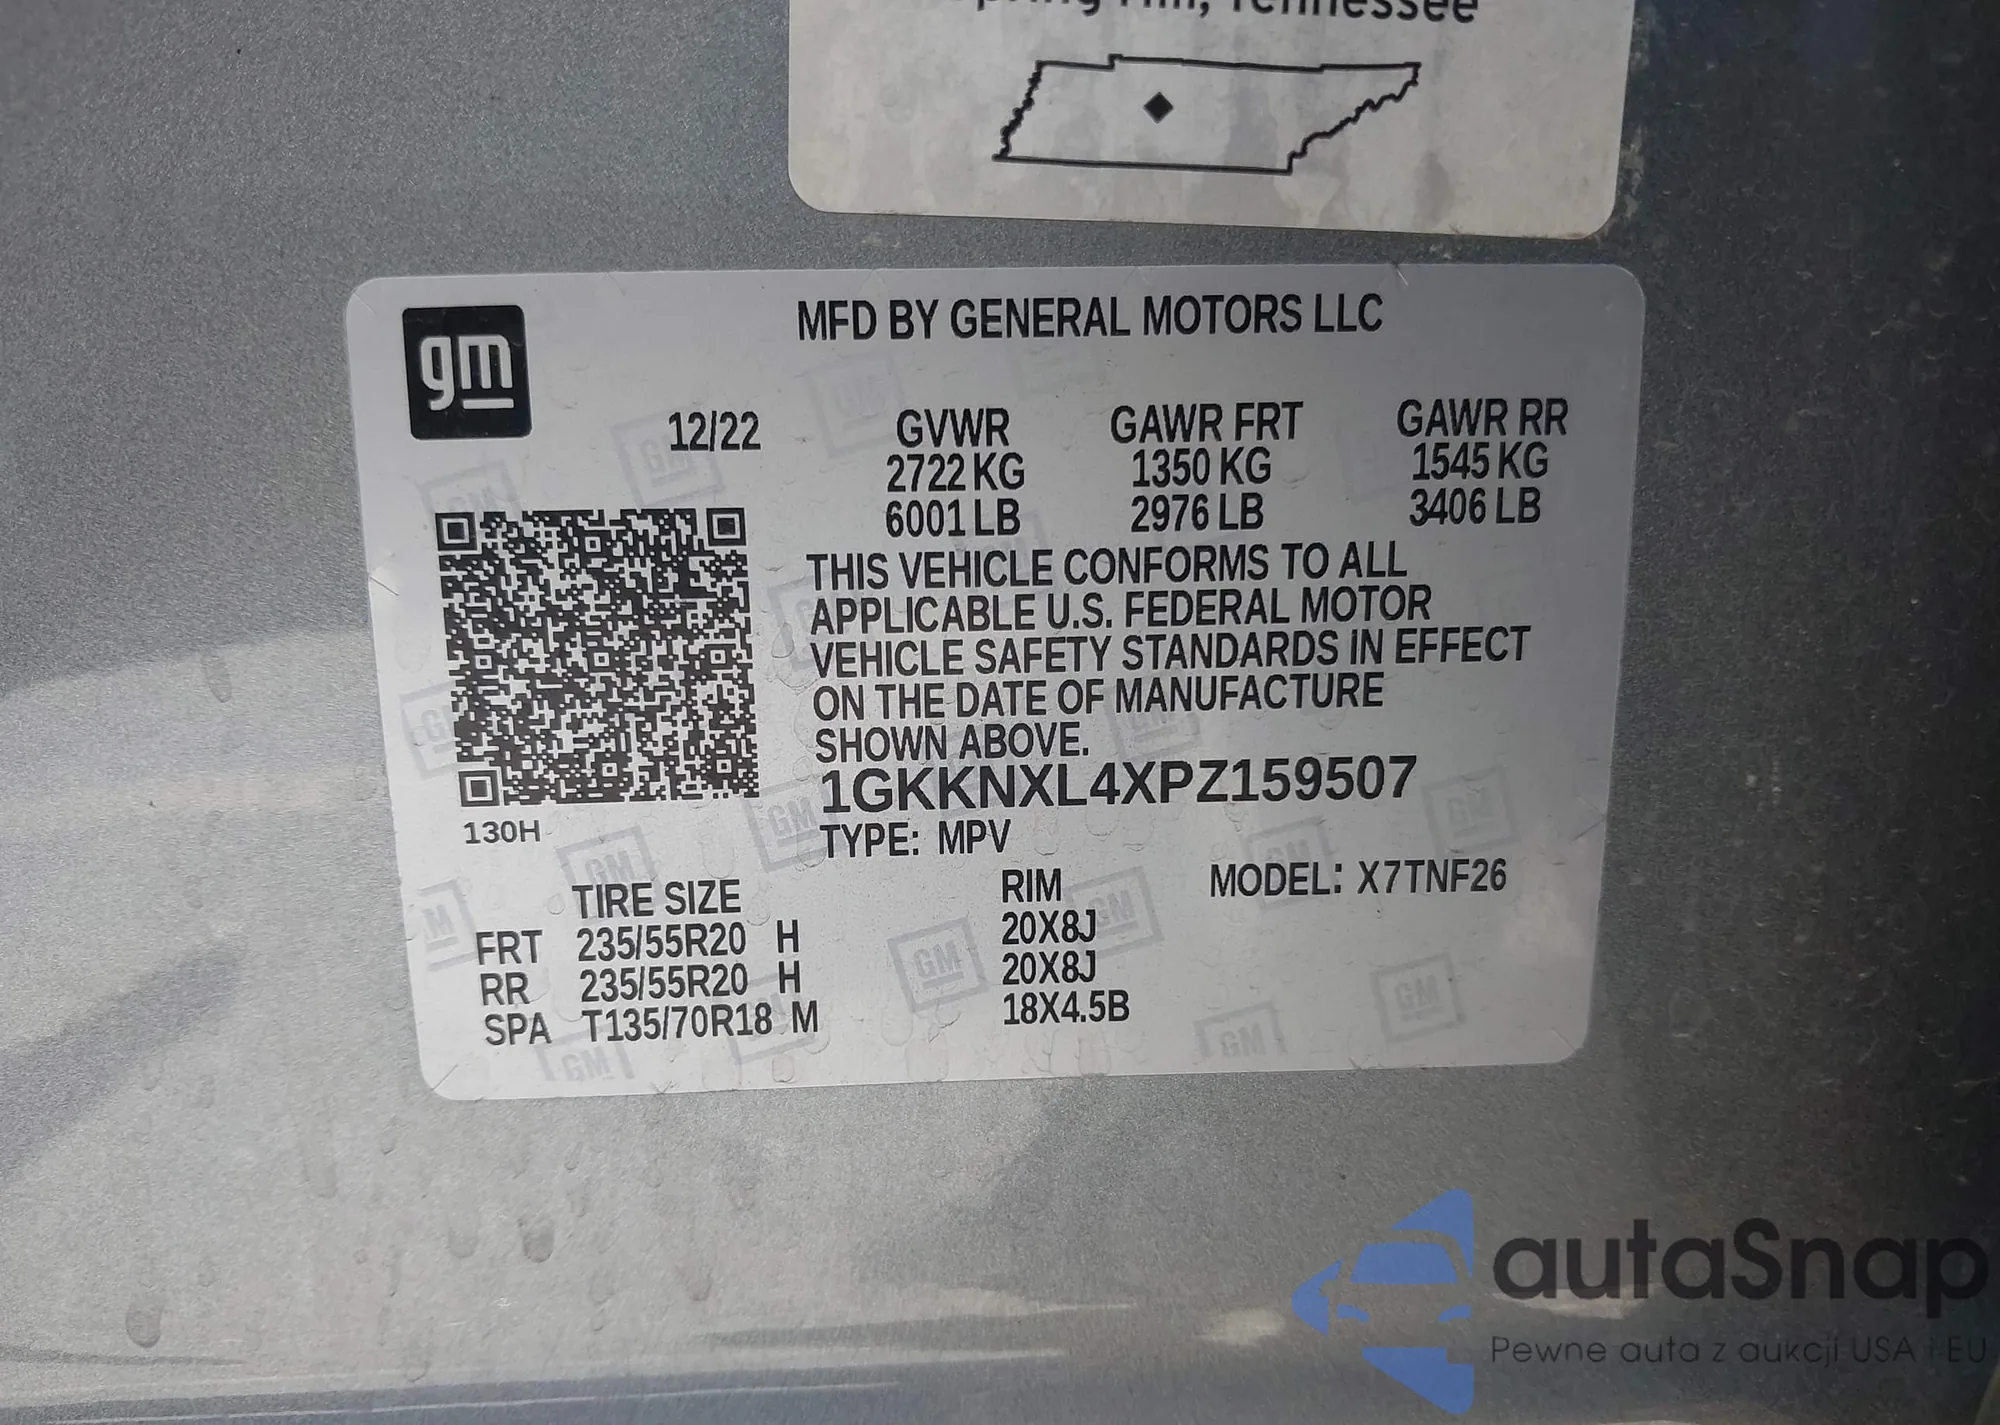 Spring Hill, Tennessee
gm
MFD BY GENERAL MOTORS LLC
12/22 GVWR GAWR FRT GAWR RR
2722 KG 1350 KG 1545 KG
6001 LB 2976 LB 3406 LB
THIS VEHICLE CONFORMS TO ALL
APPLICABLE U.S. FEDERAL MOTOR
VEHICLE SAFETY STANDARDS IN EFFECT
ON THE DATE OF MANUFACTURE
SHOWN ABOVE.
1GKKNXL4XPZ159507
130H
TYPE: MPV
TIRE SIZE RIM MODEL: X7TNF26
FRT 235/55R20 H 20X8J
RR 235/55R20 H 20X8J
SPA T135/70R18 M 18X4.5B
autaSnap
Pewne auta z aukcji USA i EU